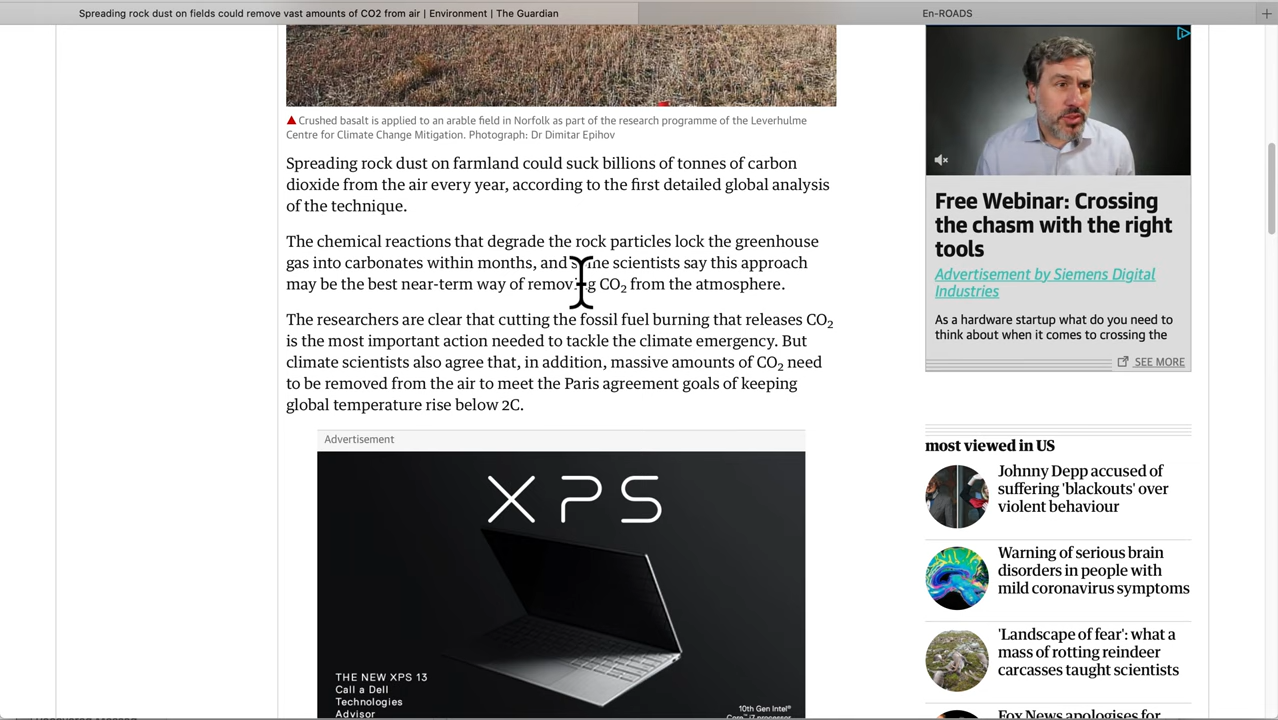 Spreading rock dust on fields could remove vast amounts of CO2 from air | Environment | The Guardian
En-ROADS
Crushed basalt is applied to an arable field in Norfolk as part of the research programme of the Leverhulme
Centre for Climate Change Mitigation. Photograph: Dr Dimitar Epihov
Spreading rock dust on farmland could suck billions of tonnes of carbon
dioxide from the air every year, according to the first detailed global analysis
of the technique.
The chemical reactions that degrade the rock particles lock the greenhouse
gas into carbonates within months, and some scientists say this approach
may be the best near-term way of removing CO₂ from the atmosphere.
The researchers are clear that cutting the fossil fuel burning that releases CO₂
is the most important action needed to tackle the climate emergency. But
climate scientists also agree that, in addition, massive amounts of CO₂ need
to be removed from the air to meet the Paris agreement goals of keeping
global temperature rise below 2C.
Advertisement
XPS
THE NEW XPS 13
Call a Dell
Technologies
Advisor
10th Gen Intel®
Core™ i7 processor
Free Webinar: Crossing
the chasm with the right
tools
Advertisement by Siemens Digital
Industries
As a hardware startup what do you need to
think about when it comes to crossing the
SEE MORE
most viewed in US
Johnny Depp accused of
suffering 'blackouts' over
violent behaviour
Warning of serious brain
disorders in people with
mild coronavirus symptoms
'Landscape of fear': what a
mass of rotting reindeer
carcasses taught scientists
Fox News apologises for